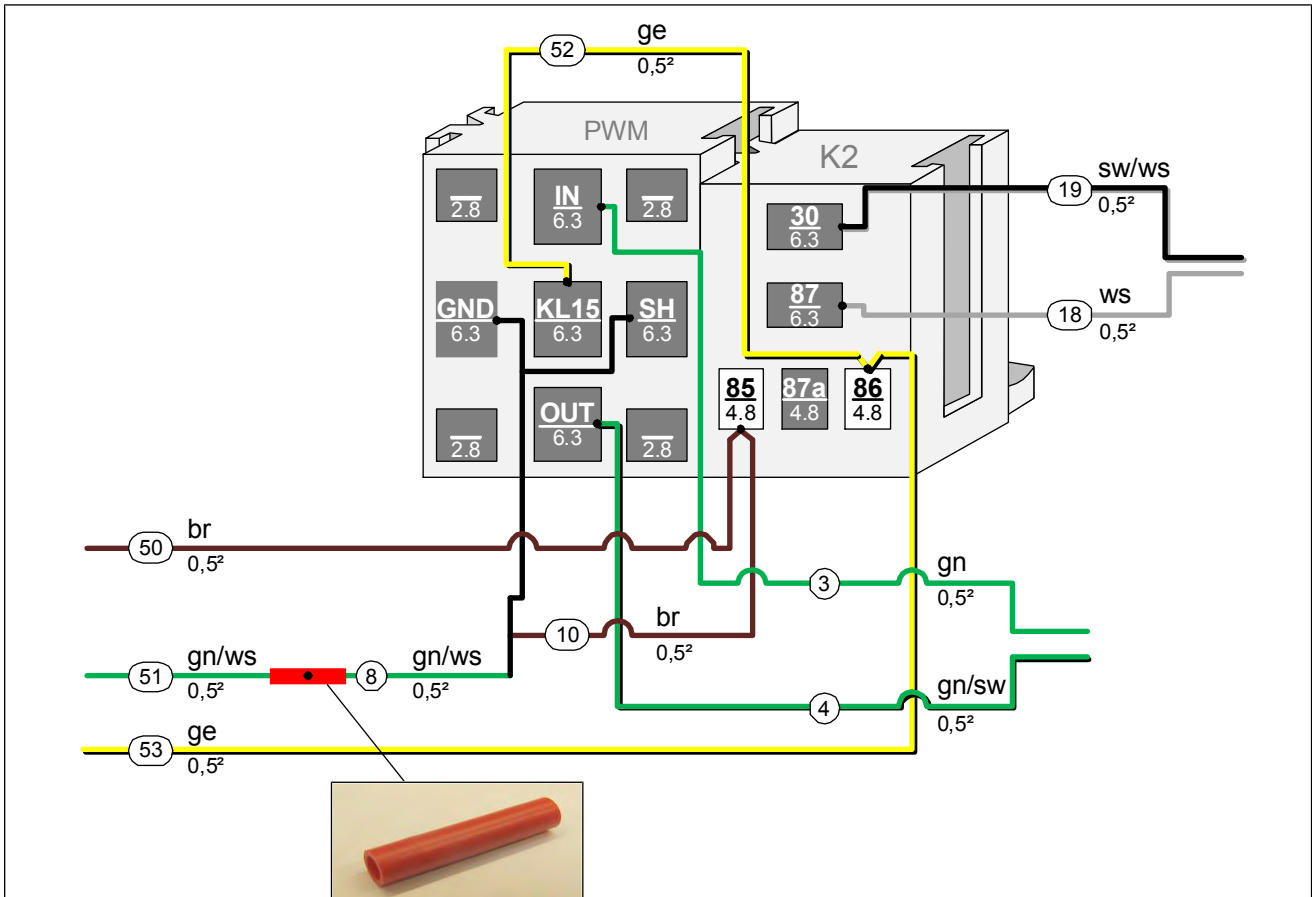 52
ge
0,5²
PWM
K2
2.8
IN
6.3
2.8
30
6.3
19
sw/ws
0,5²
GND
6.3
KL15
6.3
SH
6.3
87
6.3
18
ws
0,5²
85
4.8
87a
4.8
86
4.8
2.8
OUT
6.3
2.8
50
br
0,5²
3
gn
0,5²
10
br
0,5²
51
gn/ws
0,5²
8
gn/ws
0,5²
4
gn/sw
0,5²
53
ge
0,5²